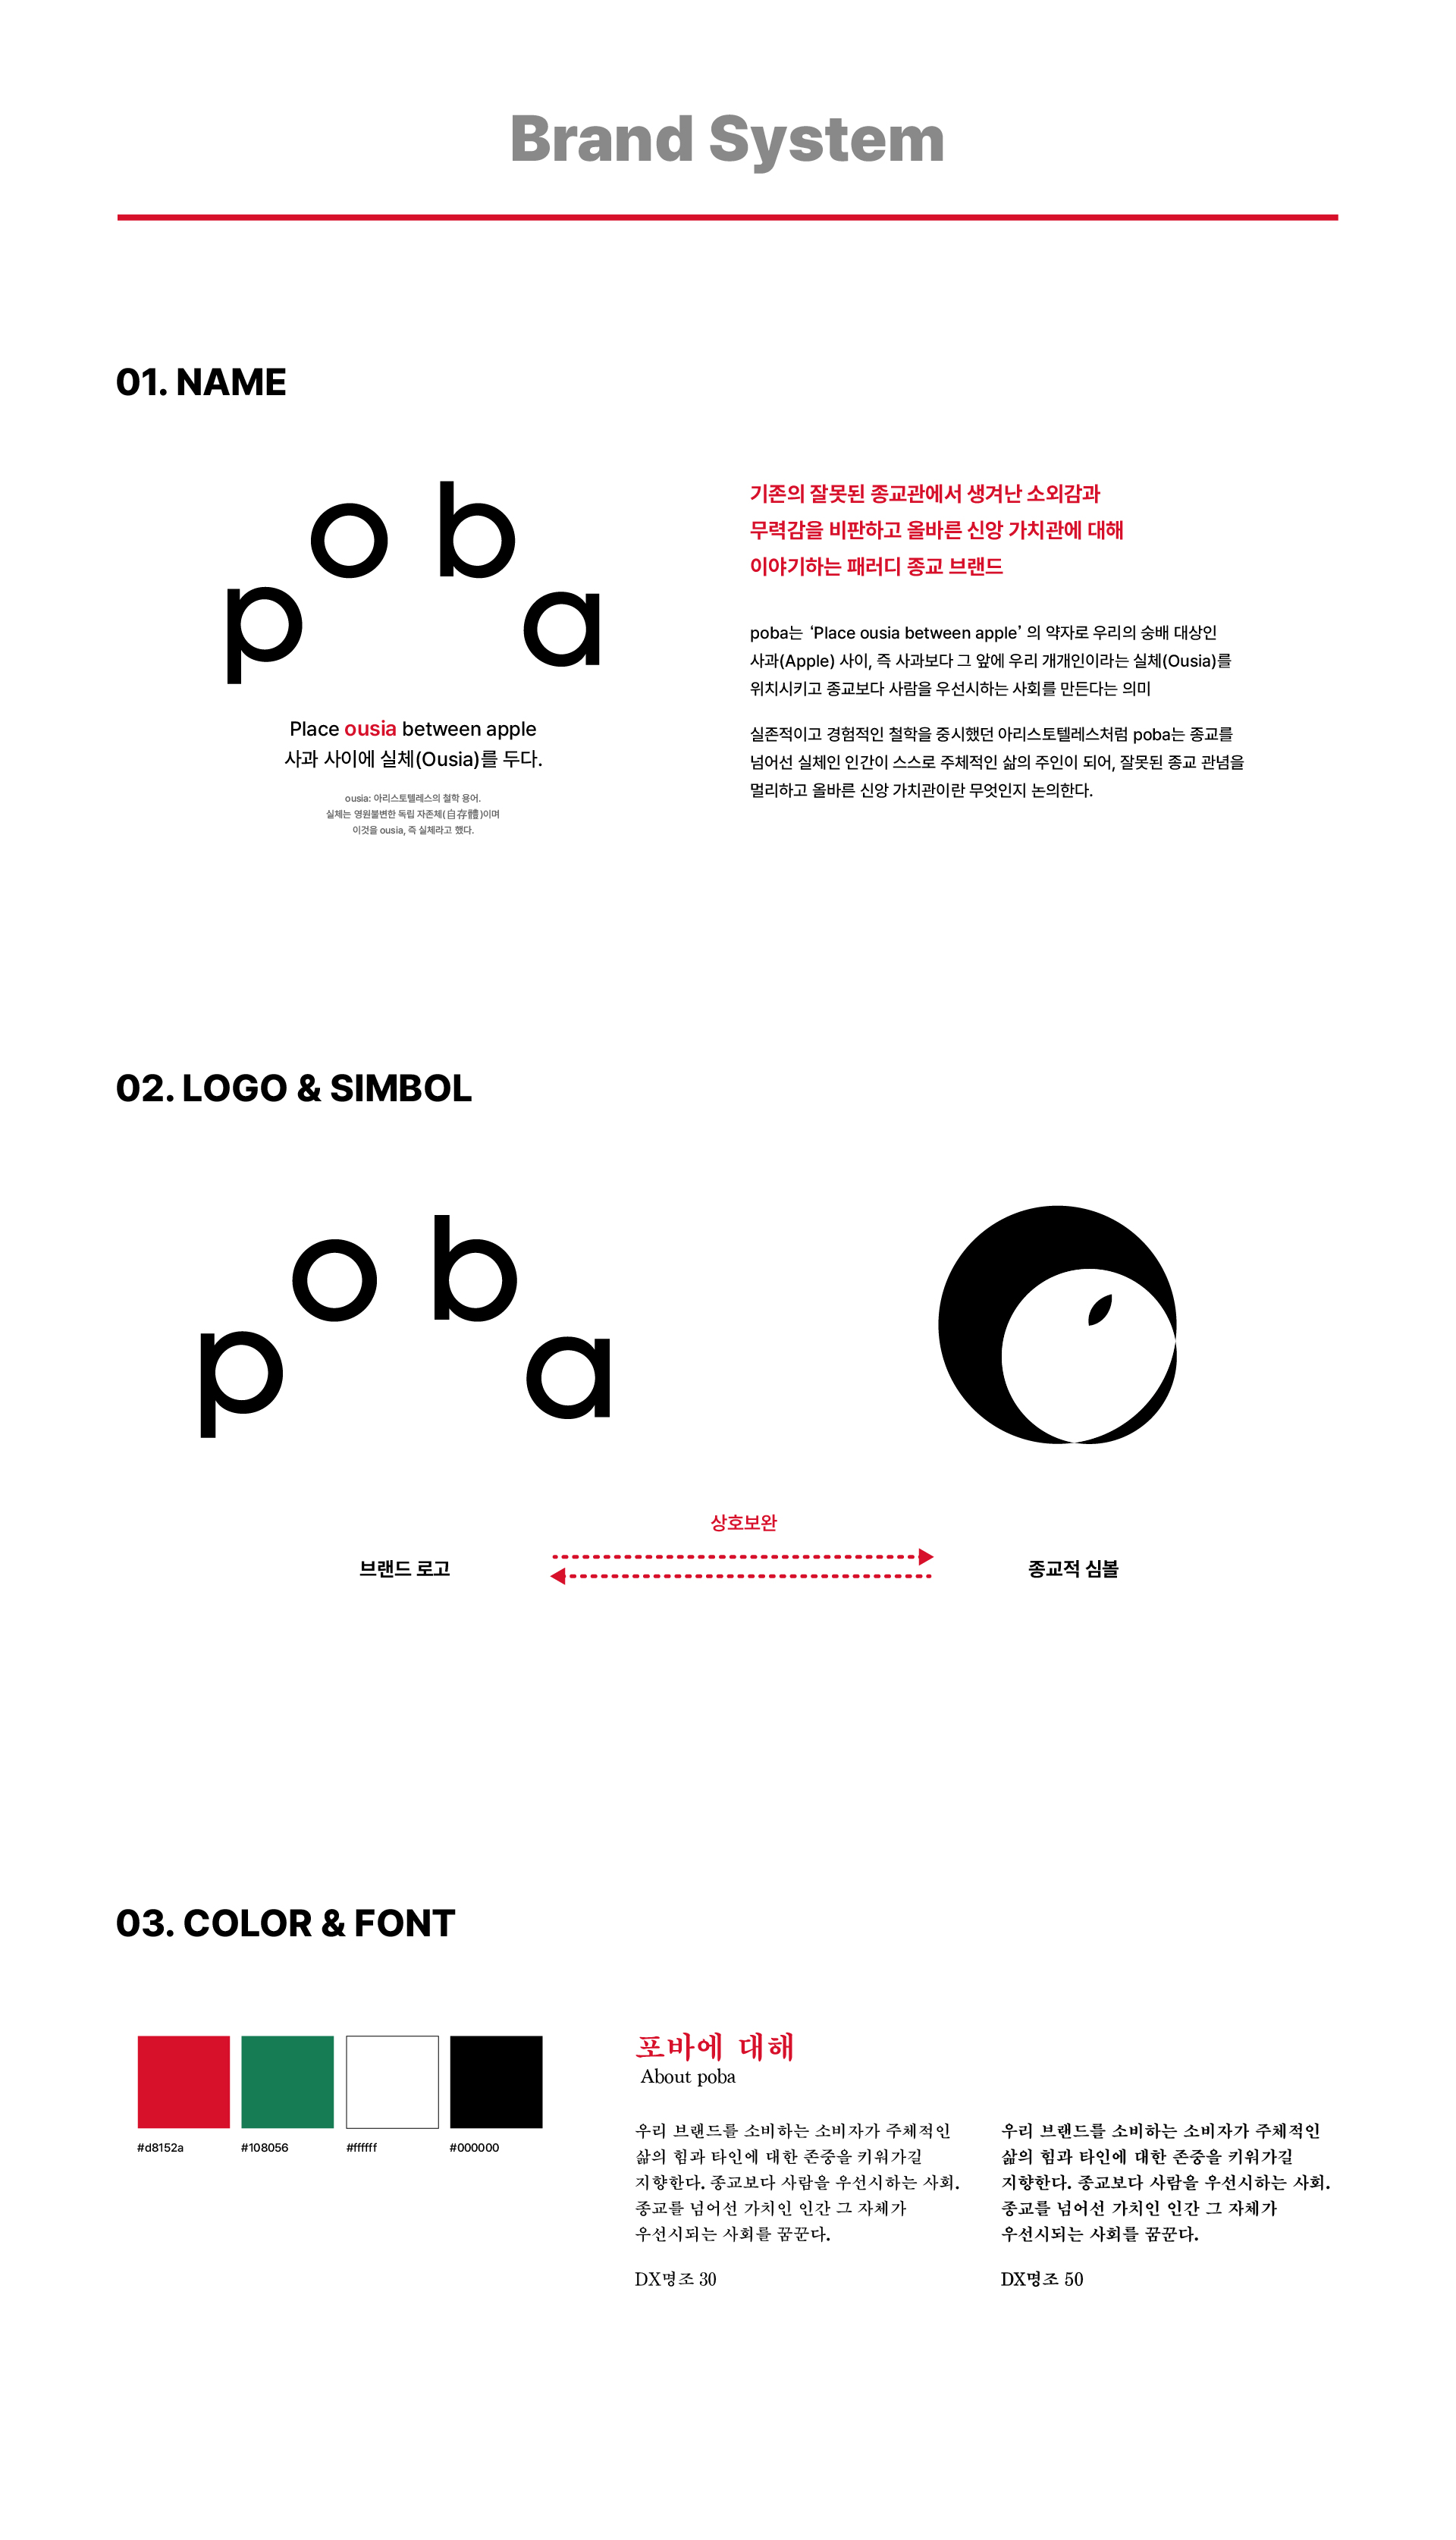 Brand System
01. NAME
poba
Place ousia between apple
사과 사이에 실체(Ousia)를 두다.
ousia: 아리스토텔레스의 철학 용어.
실체는 영원불변한 독립 자존체(自存體)이며
이것을 ousia, 즉 실체라고 했다.
기존의 잘못된 종교관에서 생겨난 소외감과
무력감을 비판하고 올바른 신앙 가치관에 대해
이야기하는 패러디 종교 브랜드
poba는 ‘Place ousia between apple’ 의 약자로 우리의 숭배 대상인
사과(Apple) 사이, 즉 사과보다 그 앞에 우리 개개인이라는 실체(Ousia)를
위치시키고 종교보다 사람을 우선시하는 사회를 만든다는 의미
실존적이고 경험적인 철학을 중시했던 아리스토텔레스처럼 poba는 종교를
넘어선 실체인 인간이 스스로 주체적인 삶의 주인이 되어, 잘못된 종교 관념을
멀리하고 올바른 신앙 가치관이란 무엇인지 논의한다.
02. LOGO & SIMBOL
poba
상호보완
브랜드 로고
종교적 심볼
03. COLOR & FONT
#d8152a
#108056
#ffffff
#000000
포바에 대해
About poba
우리 브랜드를 소비하는 소비자가 주체적인
삶의 힘과 타인에 대한 존중을 키워가길
지향한다. 종교보다 사람을 우선시하는 사회.
종교를 넘어선 가치인 인간 그 자체가
우선시되는 사회를 꿈꾼다.
DX명조 30
우리 브랜드를 소비하는 소비자가 주체적인
삶의 힘과 타인에 대한 존중을 키워가길
지향한다. 종교보다 사람을 우선시하는 사회.
종교를 넘어선 가치인 인간 그 자체가
우선시되는 사회를 꿈꾼다.
DX명조 50